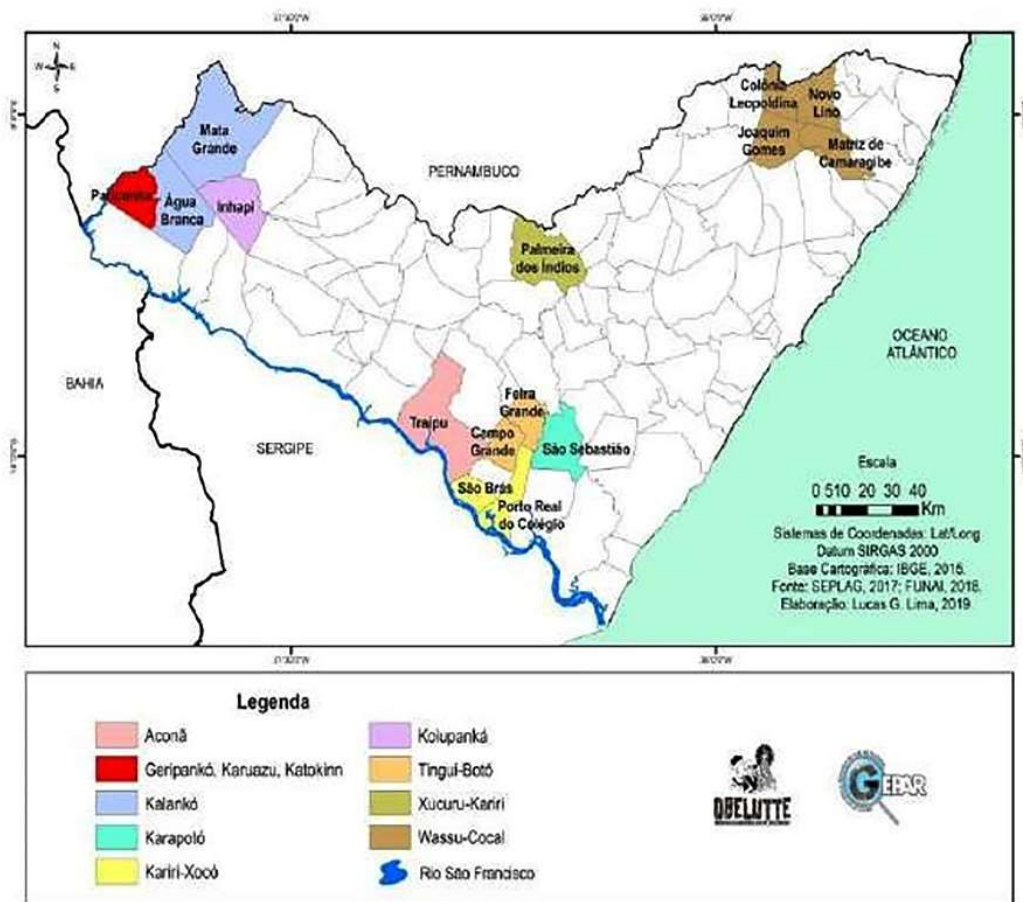 N
W E
S
Mata
Grande
Água
Branca
Inhapi
PERNAMBUCO
Colônia
Leopoldina
Novo
Lino
Joaquim
Gomes
Matriz de
Camaragibe
Palmeira
dos Índios
OCEANO
ATLÂNTICO
BAHIA
SERGIPE
Traipu
Feira
Grande
Campo
Grande
São Sebastião
São Brás
Porto Real
do Colégio
Escala
0 5 10 20 30 40
Km
Sistemas de Coordenadas: Lat/Long
Datum SIRGAS 2000
Base Cartográfica: IBGE, 2015.
Fonte: SEPLAG, 2017; FUNAI, 2018.
Elaboração: Lucas G. Lima, 2019
Legenda
Aconã
Geripankó, Karuazu, Katokinn
Kalankó
Karapotó
Kariri-Xocó
Koiupanká
Tingui-Botó
Xucuru-Kariri
Wassu-Cocal
Rio São Francisco
OBELUTTE
GEPAR